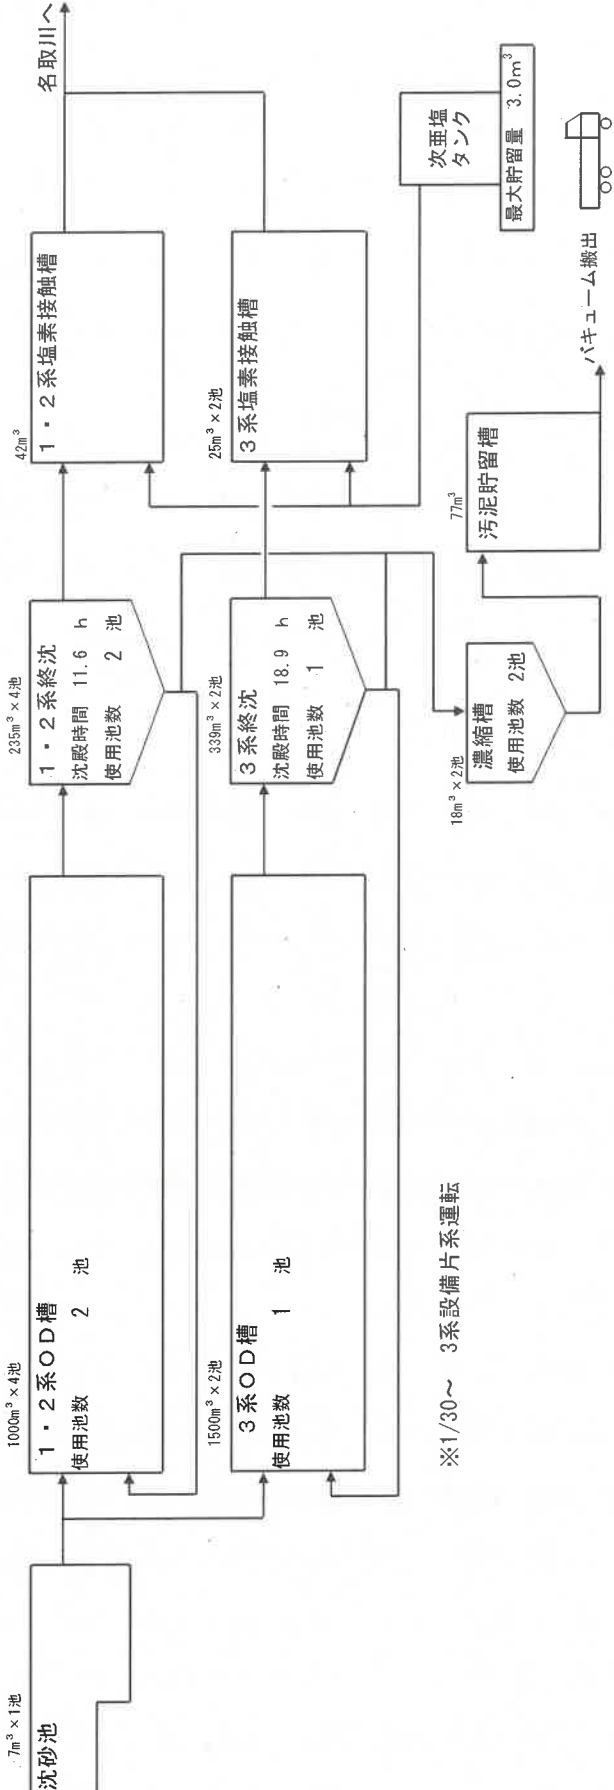 7m³×1池
沈砂池
1000m³×4池
1・2系OD槽
使用池数 2 池
235m³×4池
1・2系終沈
沈殿時間 11.6 h
使用池数 2 池
42m³
1・2系塩素接触槽
名取川へ
1500m³×2池
3系OD槽
使用池数 1 池
339m³×2池
3系終沈
沈殿時間 18.9 h
使用池数 1 池
25m³×2池
3系塩素接触槽
次亜塩
タンク
最大貯留量 3.0m³
※1/30～ 3系設備片系運転
18m³×2池
濃縮槽
使用池数 2池
77m³
汚泥貯留槽
バキューム搬出